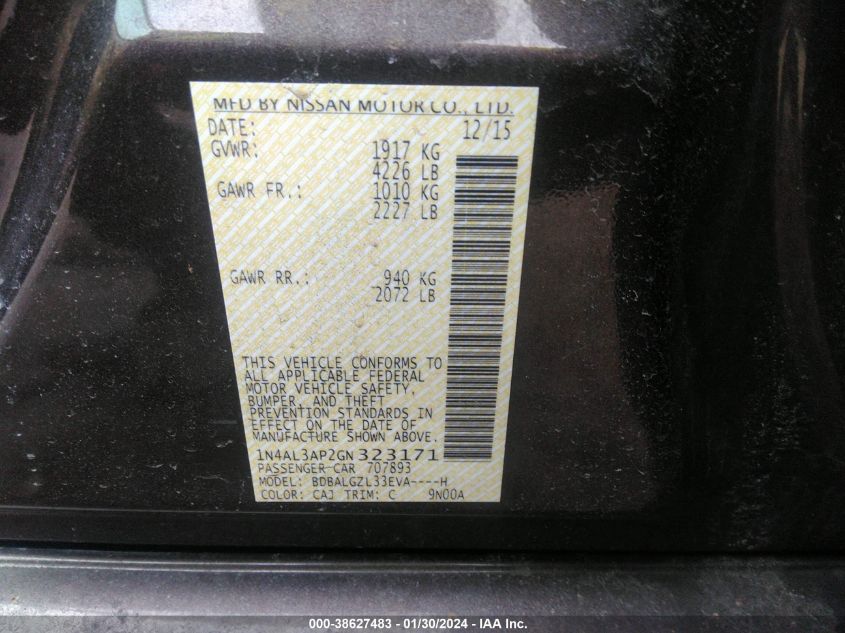 MFD BY NISSAN MOTOR CO., LTD.
DATE: 12/15
GVWR: 1917 KG
4226 LB
GAWR FR.: 1010 KG
2227 LB
GAWR RR.: 940 KG
2072 LB
THIS VEHICLE CONFORMS TO
ALL APPLICABLE FEDERAL
MOTOR VEHICLE SAFETY,
BUMPER, AND THEFT
PREVENTION STANDARDS IN
EFFECT ON THE DATE OF
MANUFACTURE SHOWN ABOVE.
1N4AL3AP2GN 323171
PASSENGER CAR 707893
MODEL: BDBALGZL33EVA----H
COLOR: CAJ TRIM: C 9N00A
000-38627483 - 01/30/2024 - IAA Inc.